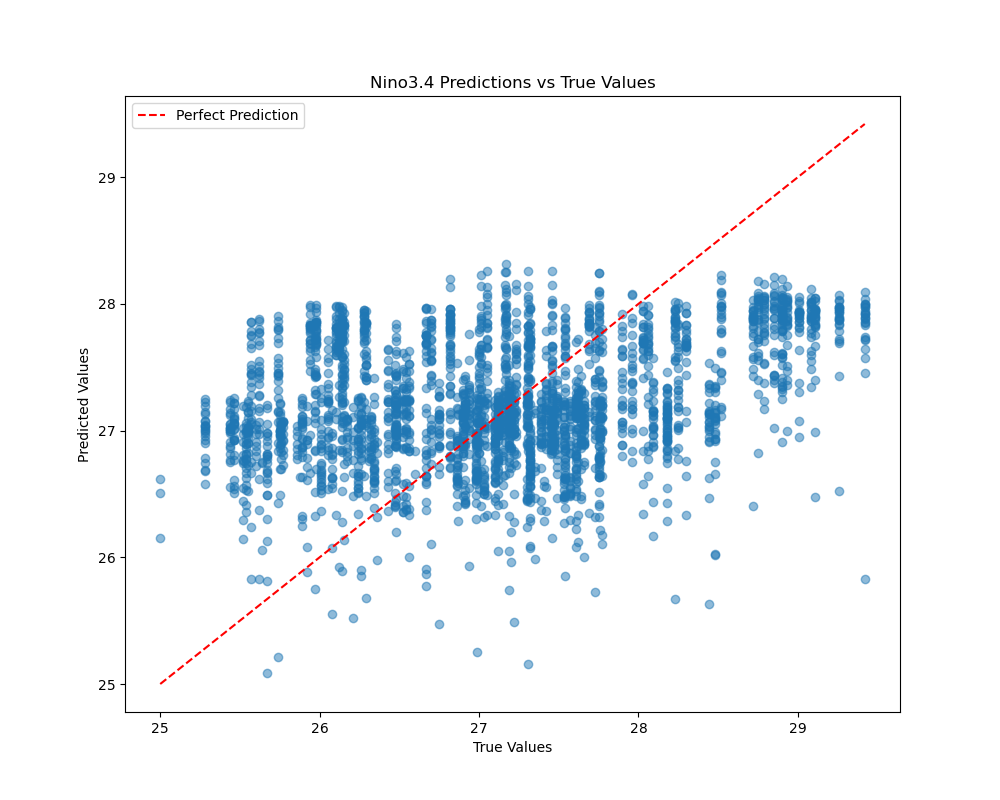 Nino3.4 Predictions vs True Values
Perfect Prediction
Predicted Values
29
28
27
26
25
25 26 27 28 29
True Values